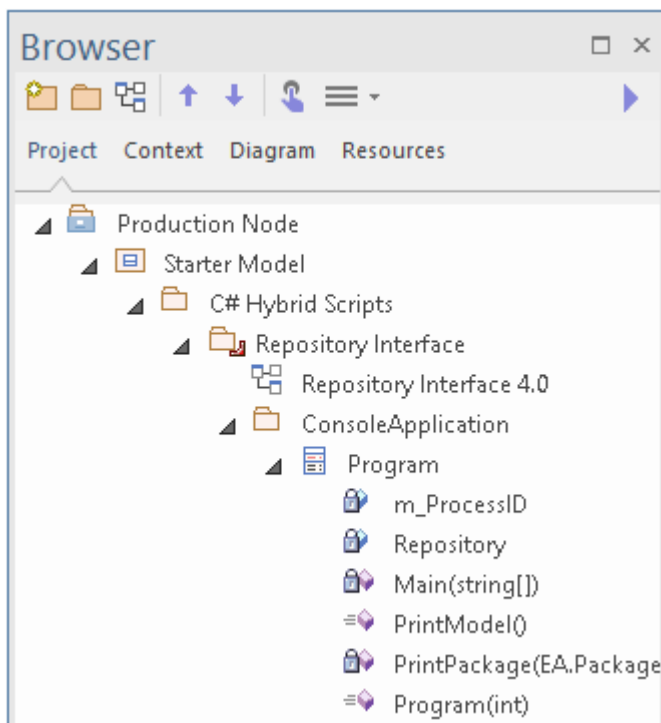 Browser
Project Context Diagram Resources
Production Node
Starter Model
C# Hybrid Scripts
Repository Interface
Repository Interface 4.0
ConsoleApplication
Program
m_ProcessID
Repository
Main(string[])
PrintModel()
PrintPackage(EA.Package
Program(int)